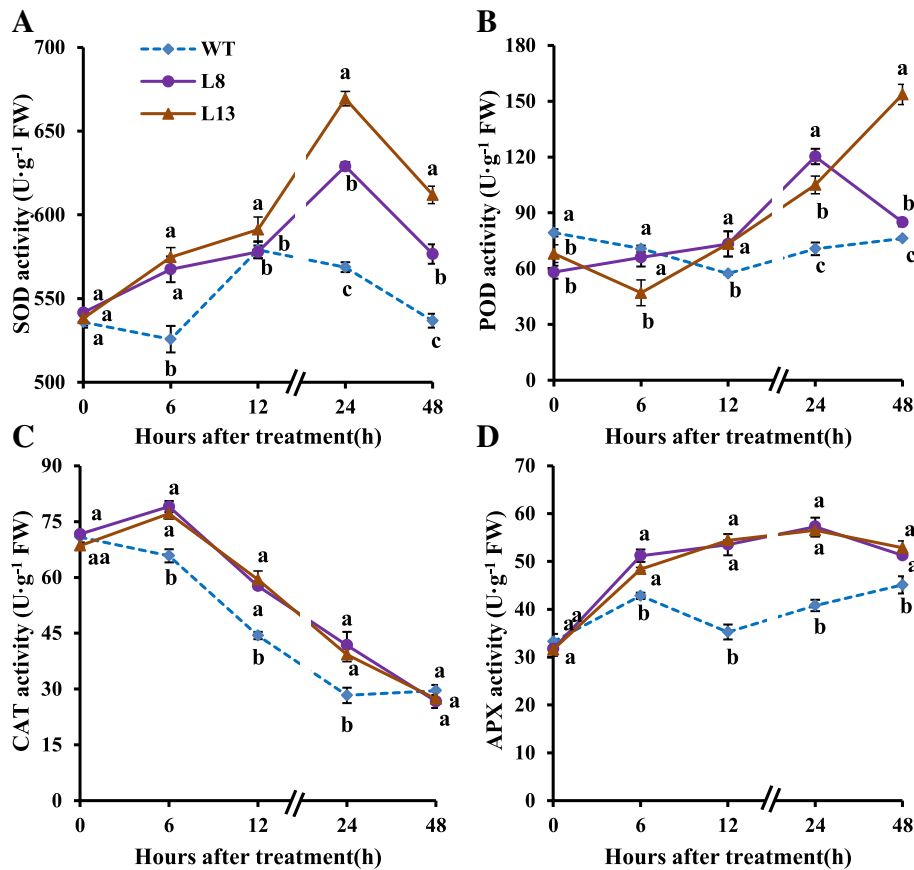 A
700
650
600
550
500
SOD activity (U·g⁻¹ FW)
WT
L8
L13
a
a
a
a
b
a
a
b
b
a
b
c
a
b
c
0
6
12
24
48
Hours after treatment(h)
B
180
150
120
90
60
30
0
POD activity (U·g⁻¹ FW)
a
b
b
a
a
b
a
a
b
a
b
c
a
b
c
0
6
12
24
48
Hours after treatment(h)
C
90
75
60
45
30
15
0
CAT activity (U·g⁻¹ FW)
a
aa
a
a
b
a
a
b
a
b
a
a
a
0
6
12
24
48
Hours after treatment(h)
D
70
60
50
40
30
20
10
0
APX activity (U·g⁻¹ FW)
a
a
a
a
a
b
a
a
b
a
a
b
a
a
b
0
6
12
24
48
Hours after treatment(h)